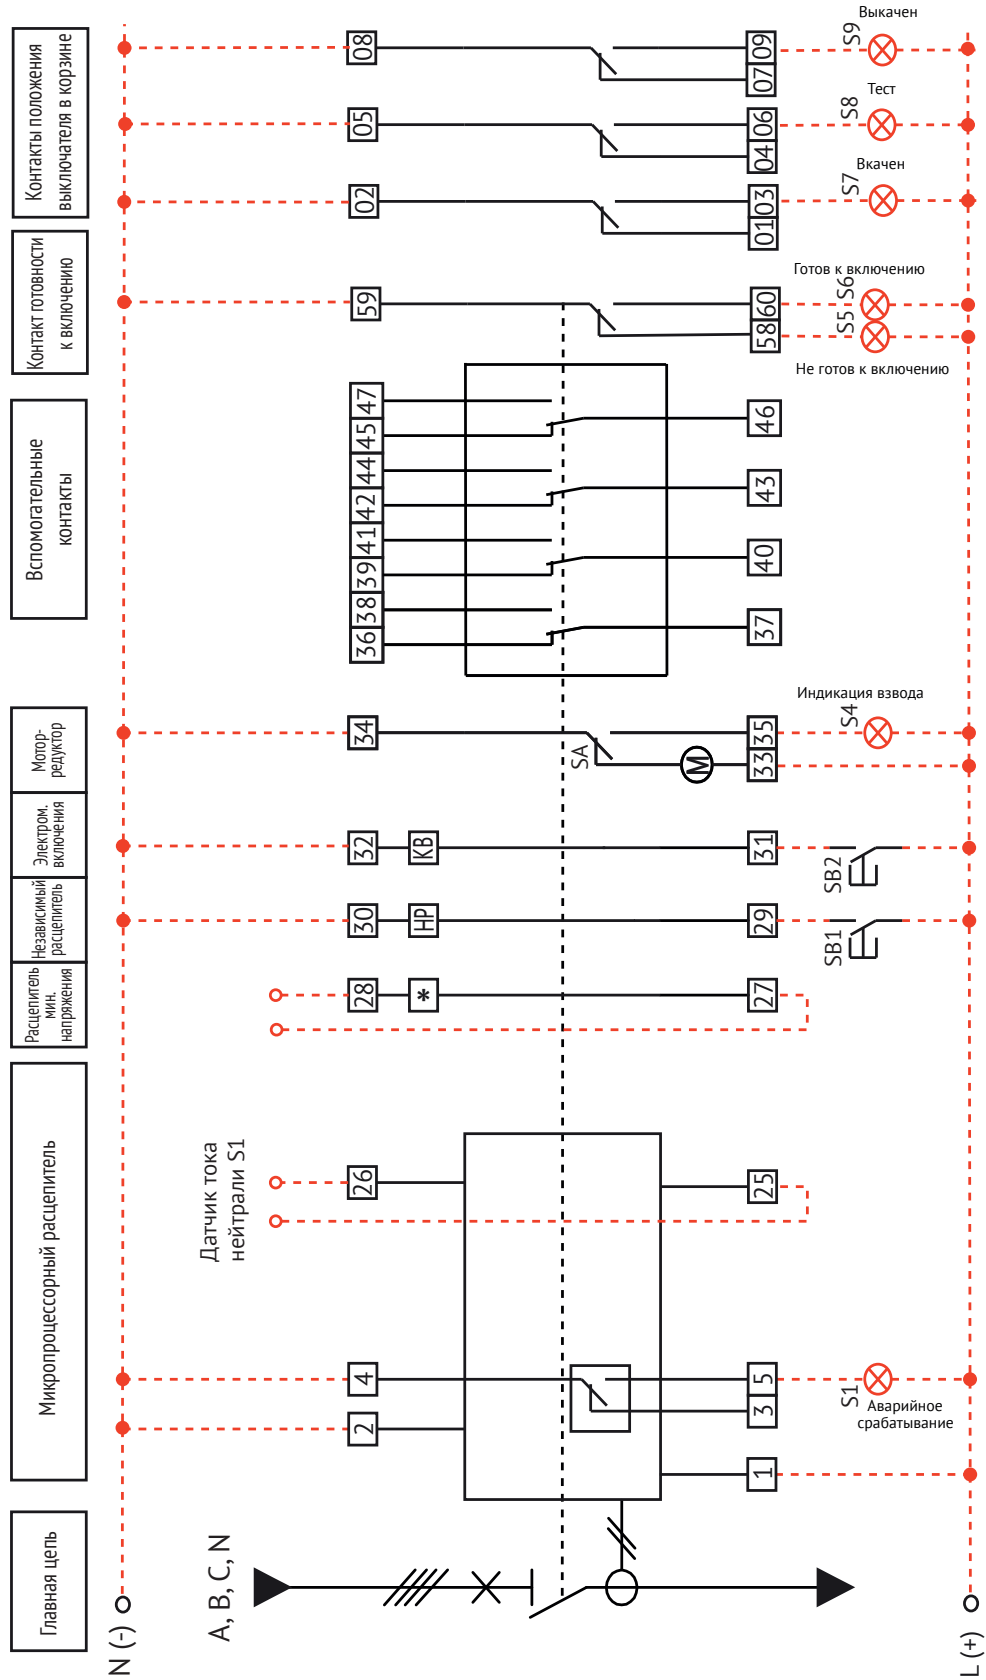 Контакты положения
выключателя в корзине
Контакт готовности
к включению
Вспомогательные
контакты
Мотор-
редуктор
Электром.
включения
Независимый
расцепитель
Расцепитель
мин.
напряжения
Микропроцессорный расцепитель
Главная цепь
N (-)
L (+)
A, B, C, N
08
09
07
S9
Выкачен
05
06
04
S8
Тест
02
03
01
S7
Вкачен
59
60
58
Готов к включению
S6
S5
Не готов к включению
47
45
44
42
41
39
38
36
46
43
40
37
34
SA
M
35
33
Индикация взвода
S4
32
КВ
31
SB2
30
НР
29
SB1
28
*
27
Датчик тока
нейтрали S1
26
25
4
2
5
3
1
S1
Аварийное
срабатывание